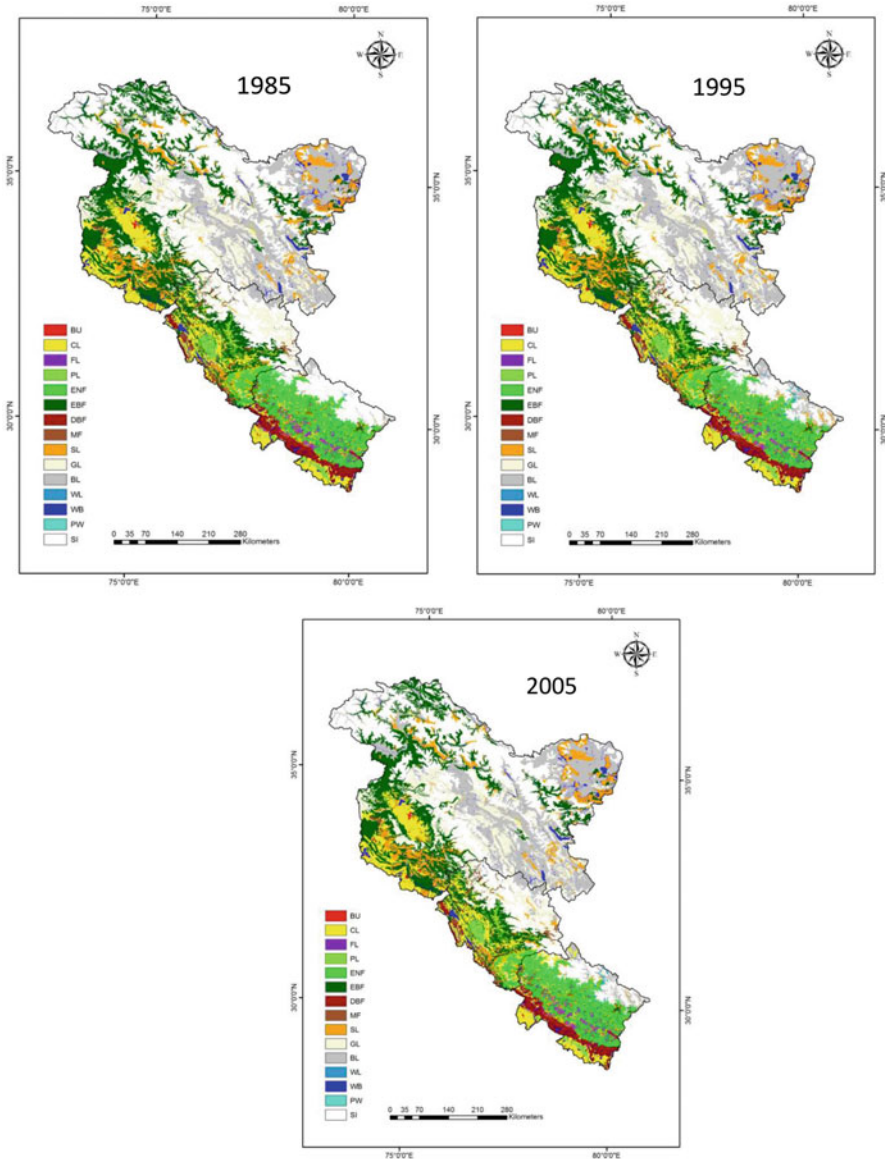 75°0'0"E 80°0'0"E
N
W E
S
1985
35°0'0"N
35°0'0"N
30°0'0"N
30°0'0"N
BU
CL
FL
PL
ENF
EBF
DBF
MF
SL
GL
BL
WL
WB
PW
SI
0 35 70 140 210 280
Kilometers
75°0'0"E 80°0'0"E
75°0'0"E 80°0'0"E
N
W E
S
1995
35°0'0"N
35°0'0"N
30°0'0"N
30°0'0"N
BU
CL
FL
PL
ENF
EBF
DBF
MF
SL
GL
BL
WL
WB
PW
SI
0 35 70 140 210 280
Kilometers
75°0'0"E 80°0'0"E
75°0'0"E 80°0'0"E
N
W E
S
2005
35°0'0"N
35°0'0"N
30°0'0"N
30°0'0"N
BU
CL
FL
PL
ENF
EBF
DBF
MF
SL
GL
BL
WL
WB
PW
SI
0 35 70 140 210 280
Kilometers
75°0'0"E 80°0'0"E